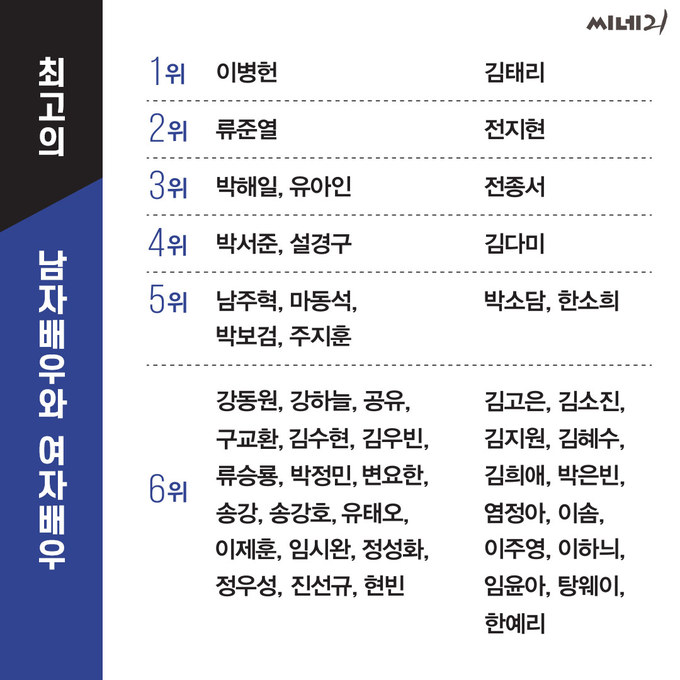 씨네21
최고의 남자배우와 여자배우
1위 이병헌 김태리
2위 류준열 전지현
3위 박해일, 유아인 전종서
4위 박서준, 설경구 김다미
5위 남주혁, 마동석, 박소담, 한소희
박보검, 주지훈
6위
강동원, 강하늘, 공유, 김고은, 김소진,
구교환, 김수현, 김우빈, 김지원, 김혜수,
류승룡, 박정민, 변요한, 김희애, 박은빈,
송강, 송강호, 유태오, 염정아, 이솜,
이제훈, 임시완, 정성화, 이주영, 이하늬,
정우성, 진선규, 현빈 임윤아, 탕웨이,
한예리